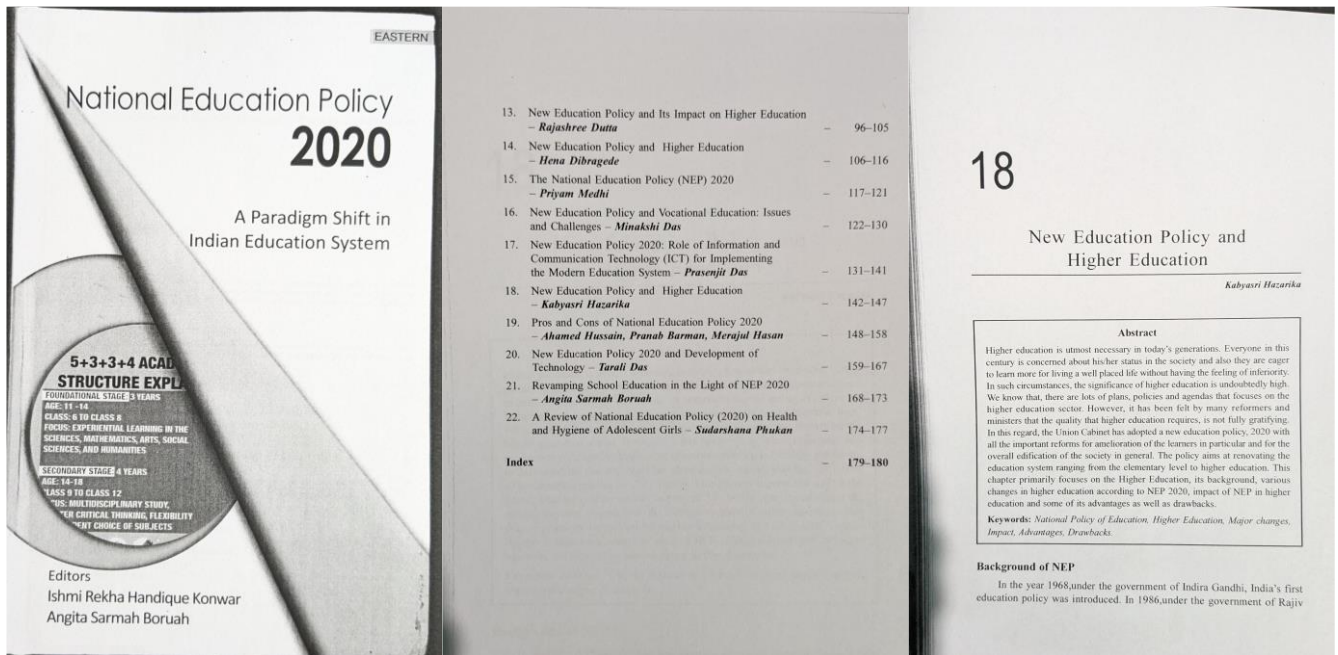 EASTERN
National Education Policy
2020
A Paradigm Shift in
Indian Education System
5+3+3+4 ACAD
STRUCTURE EXPL
FOUNDATIONAL STAGE 3 YEARS
AGE: 11 -14
CLASS: 6 TO CLASS 8
FOCUS: EXPERIENTIAL LEARNING IN THE
SCIENCES, MATHEMATICS, ARTS, SOCIAL
SCIENCES, AND HUMANITIES
SECONDARY STAGE 4 YEARS
AGE: 14-18
LASS 9 TO CLASS 12
US: MULTIDISCIPLINARY STUDY,
TER CRITICAL THINKING, FLEXIBILITY
ENT CHOICE OF SUBJECTS
Editors
Ishmi Rekha Handique Konwar
Angita Sarmah Boruah
13. New Education Policy and Its Impact on Higher Education
– Rajashree Dutta – 96–105
14. New Education Policy and Higher Education
– Hena Dibragede – 106–116
15. The National Education Policy (NEP) 2020
– Priyam Medhi – 117–121
16. New Education Policy and Vocational Education: Issues
and Challenges – Minakshi Das – 122–130
17. New Education Policy 2020: Role of Information and
Communication Technology (ICT) for Implementing
the Modern Education System – Prasenjit Das – 131–141
18. New Education Policy and Higher Education
– Kabyasri Hazarika – 142–147
19. Pros and Cons of National Education Policy 2020
– Ahamed Hussain, Pranab Barman, Merajul Hasan – 148–158
20. New Education Policy 2020 and Development of
Technology – Tarali Das – 159–167
21. Revamping School Education in the Light of NEP 2020
– Angita Sarmah Boruah – 168–173
22. A Review of National Education Policy (2020) on Health
and Hygiene of Adolescent Girls – Sudarshana Phukan – 174–177
Index – 179–180
18
New Education Policy and
Higher Education
Kabyasri Hazarika
Abstract
Higher education is utmost necessary in today's generations. Everyone in this
century is concerned about his/her status in the society and also they are eager
to learn more for living a well placed life without having the feeling of inferiority.
In such circumstances, the significance of higher education is undoubtedly high.
We know that, there are lots of plans, policies and agendas that focuses on the
higher education sector. However, it has been felt by many reformers and
ministers that the quality that higher education requires, is not fully gratifying.
In this regard, the Union Cabinet has adopted a new education policy, 2020 with
all the important reforms for amelioration of the learners in particular and for the
overall edification of the society in general. The policy aims at renovating the
education system ranging from the elementary level to higher education. This
chapter primarily focuses on the Higher Education, its background, various
changes in higher education according to NEP 2020, impact of NEP in higher
education and some of its advantages as well as drawbacks.
Keywords: National Policy of Education, Higher Education, Major changes,
Impact, Advantages, Drawbacks.
Background of NEP
In the year 1968,under the government of Indira Gandhi, India's first
education policy was introduced. In 1986,under the government of Rajiv